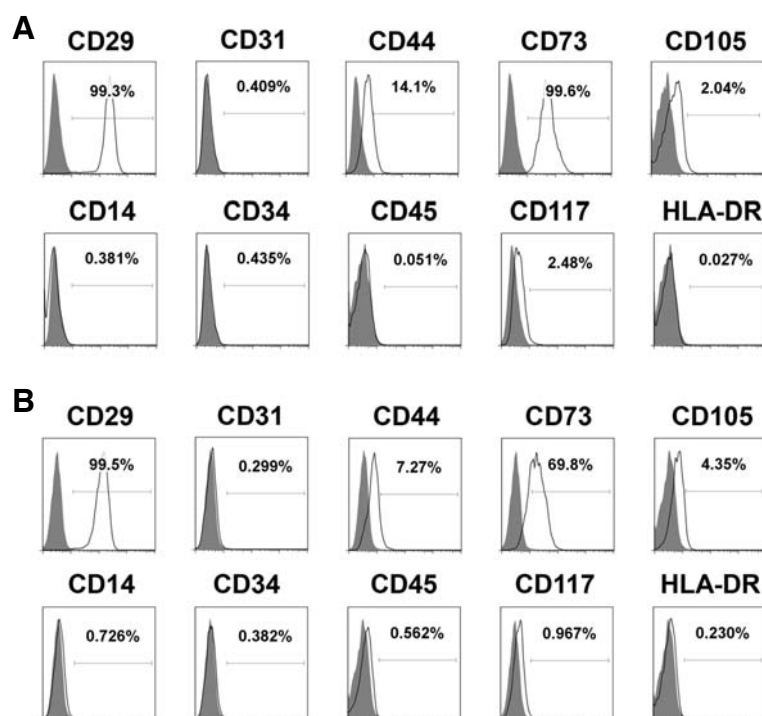 A
CD29 CD31 CD44 CD73 CD105
99.3% 0.409% 14.1% 99.6% 2.04%
CD14 CD34 CD45 CD117 HLA-DR
0.381% 0.435% 0.051% 2.48% 0.027%
B
CD29 CD31 CD44 CD73 CD105
99.5% 0.299% 7.27% 69.8% 4.35%
CD14 CD34 CD45 CD117 HLA-DR
0.726% 0.382% 0.562% 0.967% 0.230%